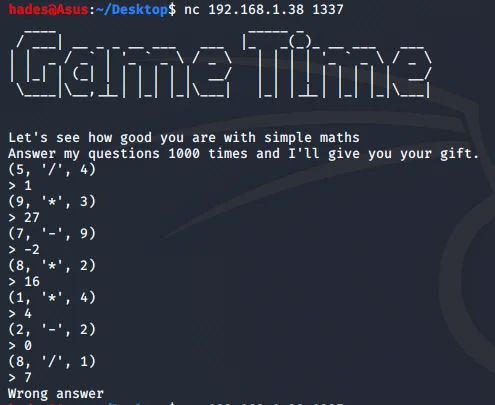 hades@Asus:~/Desktop$ nc 192.168.1.38 1337
Game Time
Let's see how good you are with simple maths
Answer my questions 1000 times and I'll give you your gift.
(5, '/', 4)
> 1
(9, '*', 3)
> 27
(7, '-', 9)
> -2
(8, '*', 2)
> 16
(1, '*', 4)
> 4
(2, '-', 2)
> 0
(8, '/', 1)
> 7
Wrong answer